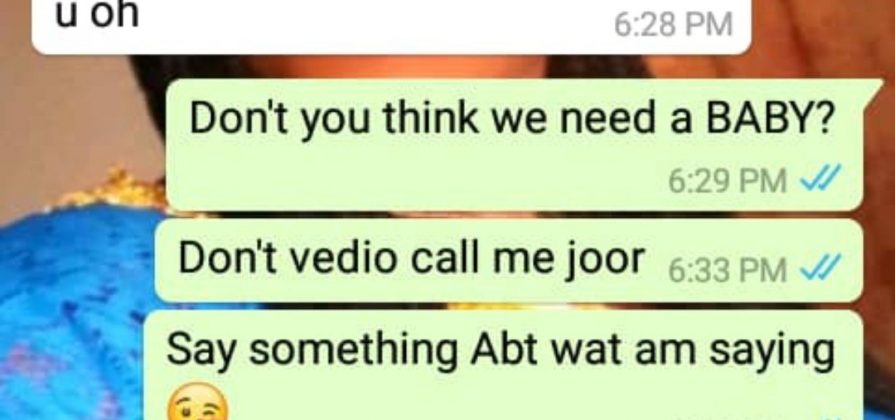 u oh
6:28 PM
Don't you think we need a BABY?
6:29 PM
Don't vedio call me joor 6:33 PM
Say something Abt wat am saying
😉